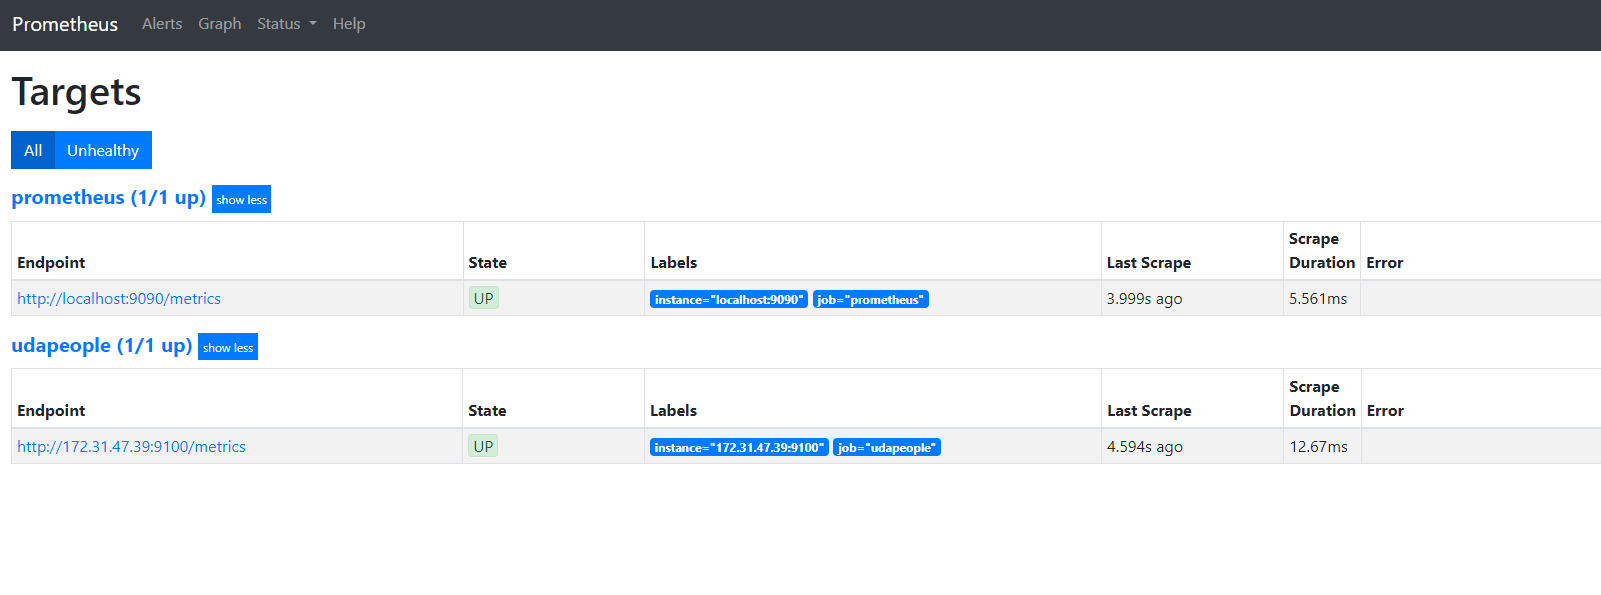 Prometheus Alerts Graph Status Help
Targets
All Unhealthy
prometheus (1/1 up) show less
Endpoint State Labels Last Scrape Scrape Duration Error
http://localhost:9090/metrics UP instance="localhost:9090" job="prometheus" 3.999s ago 5.561ms
udapeople (1/1 up) show less
Endpoint State Labels Last Scrape Scrape Duration Error
http://172.31.47.39:9100/metrics UP instance="172.31.47.39:9100" job="udapeople" 4.594s ago 12.67ms